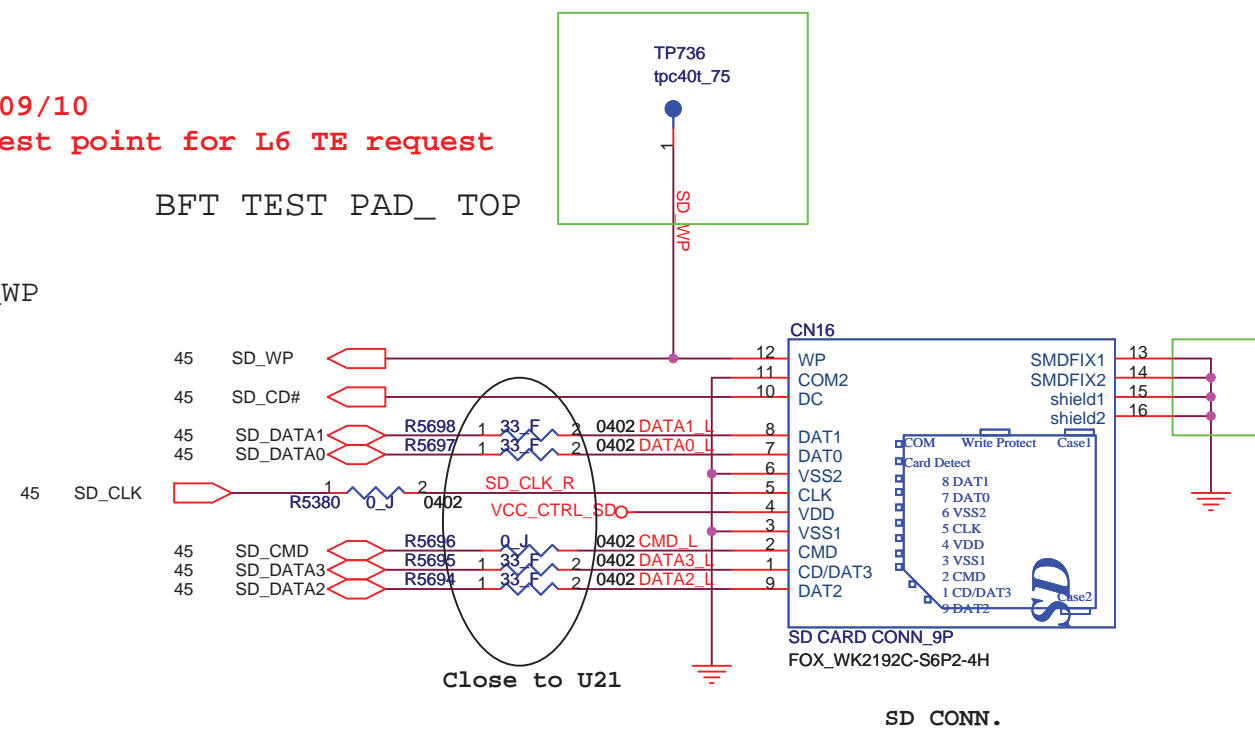 TP736
tpc40t_75
09/10
est point for L6 TE request
1
BFT TEST PAD_ TOP
SD_WP
_WP
CN16
45 SD_WP 12 WP SMDFIX1 13
11 COM2 SMDFIX2 14
45 SD_CD# 10 DC shield1 15
shield2 16
45 SD_DATA1 R5698 1 33_F 2 0402 DATA1_L 8 DAT1
45 SD_DATA0 R5697 1 33_F 2 0402 DATA0_L 7 DAT0
6 VSS2
45 SD_CLK R5380 1 0_J 2 0402 SD_CLK_R 5 CLK
VCC_CTRL_SD 4 VDD
3 VSS1
45 SD_CMD R5696 0_J 0402 CMD_L 2 CMD
45 SD_DATA3 R5695 1 33_F 2 0402 DATA3_L 1 CD/DAT3
45 SD_DATA2 R5694 1 33_F 2 0402 DATA2_L 9 DAT2
COM Write Protect Case1
Card Detect
8 DAT1
7 DAT0
6 VSS2
5 CLK
4 VDD
3 VSS1
2 CMD
1 CD/DAT3
9 DAT2
Case2
SD
SD CARD CONN_9P
FOX_WK2192C-S6P2-4H
Close to U21
SD CONN.